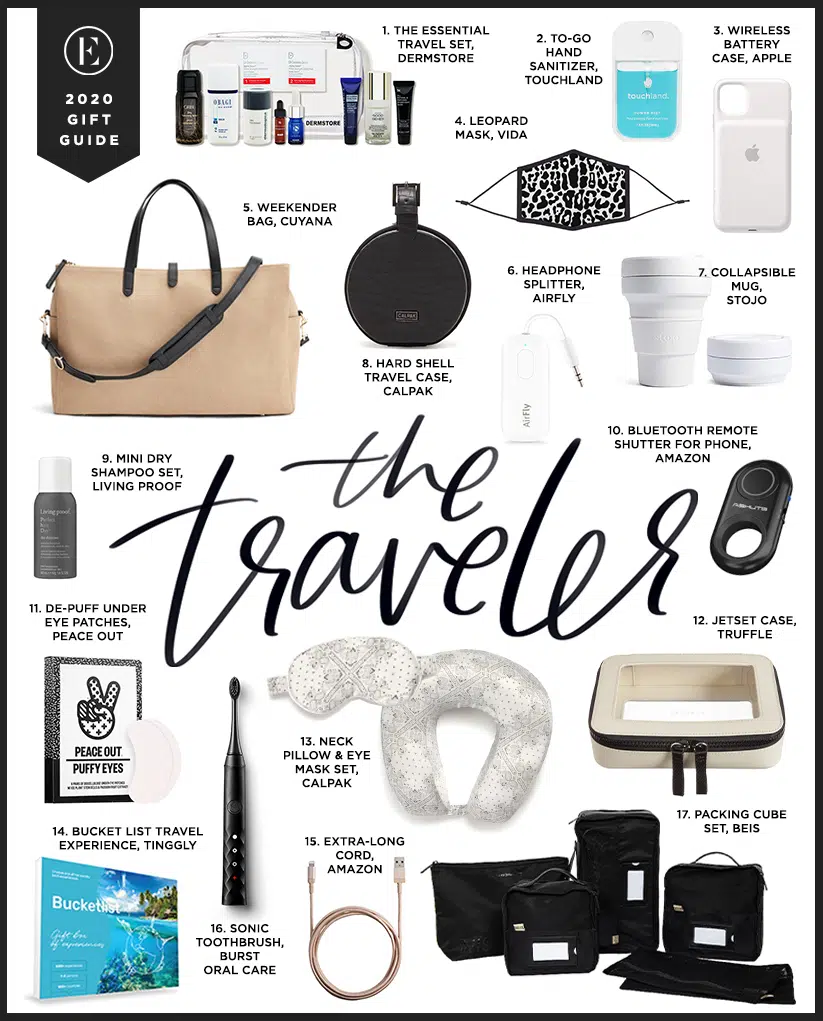 E
2020
GIFT
GUIDE
1. THE ESSENTIAL
TRAVEL SET,
DERMSTORE
OBAGI
DERMSTORE
2. TO-GO
HAND
SANITIZER,
TOUCHLAND
touchland.
3. WIRELESS
BATTERY
CASE, APPLE
4. LEOPARD
MASK, VIDA
5. WEEKENDER
BAG, CUYANA
CALPAK
6. HEADPHONE
SPLITTER,
AIRFLY
AirFly
7. COLLAPSIBLE
MUG,
STOJO
8. HARD SHELL
TRAVEL CASE,
CALPAK
9. MINI DRY
SHAMPOO SET,
LIVING PROOF
Living proof.
the
traveler
10. BLUETOOTH REMOTE
SHUTTER FOR PHONE,
AMAZON
11. DE-PUFF UNDER
EYE PATCHES,
PEACE OUT
PEACE OUT
PUFFY EYES
12. JETSET CASE,
TRUFFLE
13. NECK
PILLOW & EYE
MASK SET,
CALPAK
14. BUCKET LIST TRAVEL
EXPERIENCE, TINGGLY
Bucketlist
Gift box
of experiences
15. EXTRA-LONG
CORD,
AMAZON
16. SONIC
TOOTHBRUSH,
BURST
ORAL CARE
17. PACKING CUBE
SET, BEIS